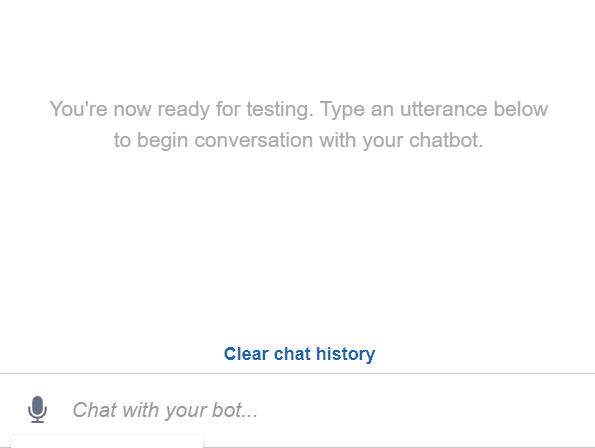 You're now ready for testing. Type an utterance below
to begin conversation with your chatbot.
Clear chat history
Chat with your bot...